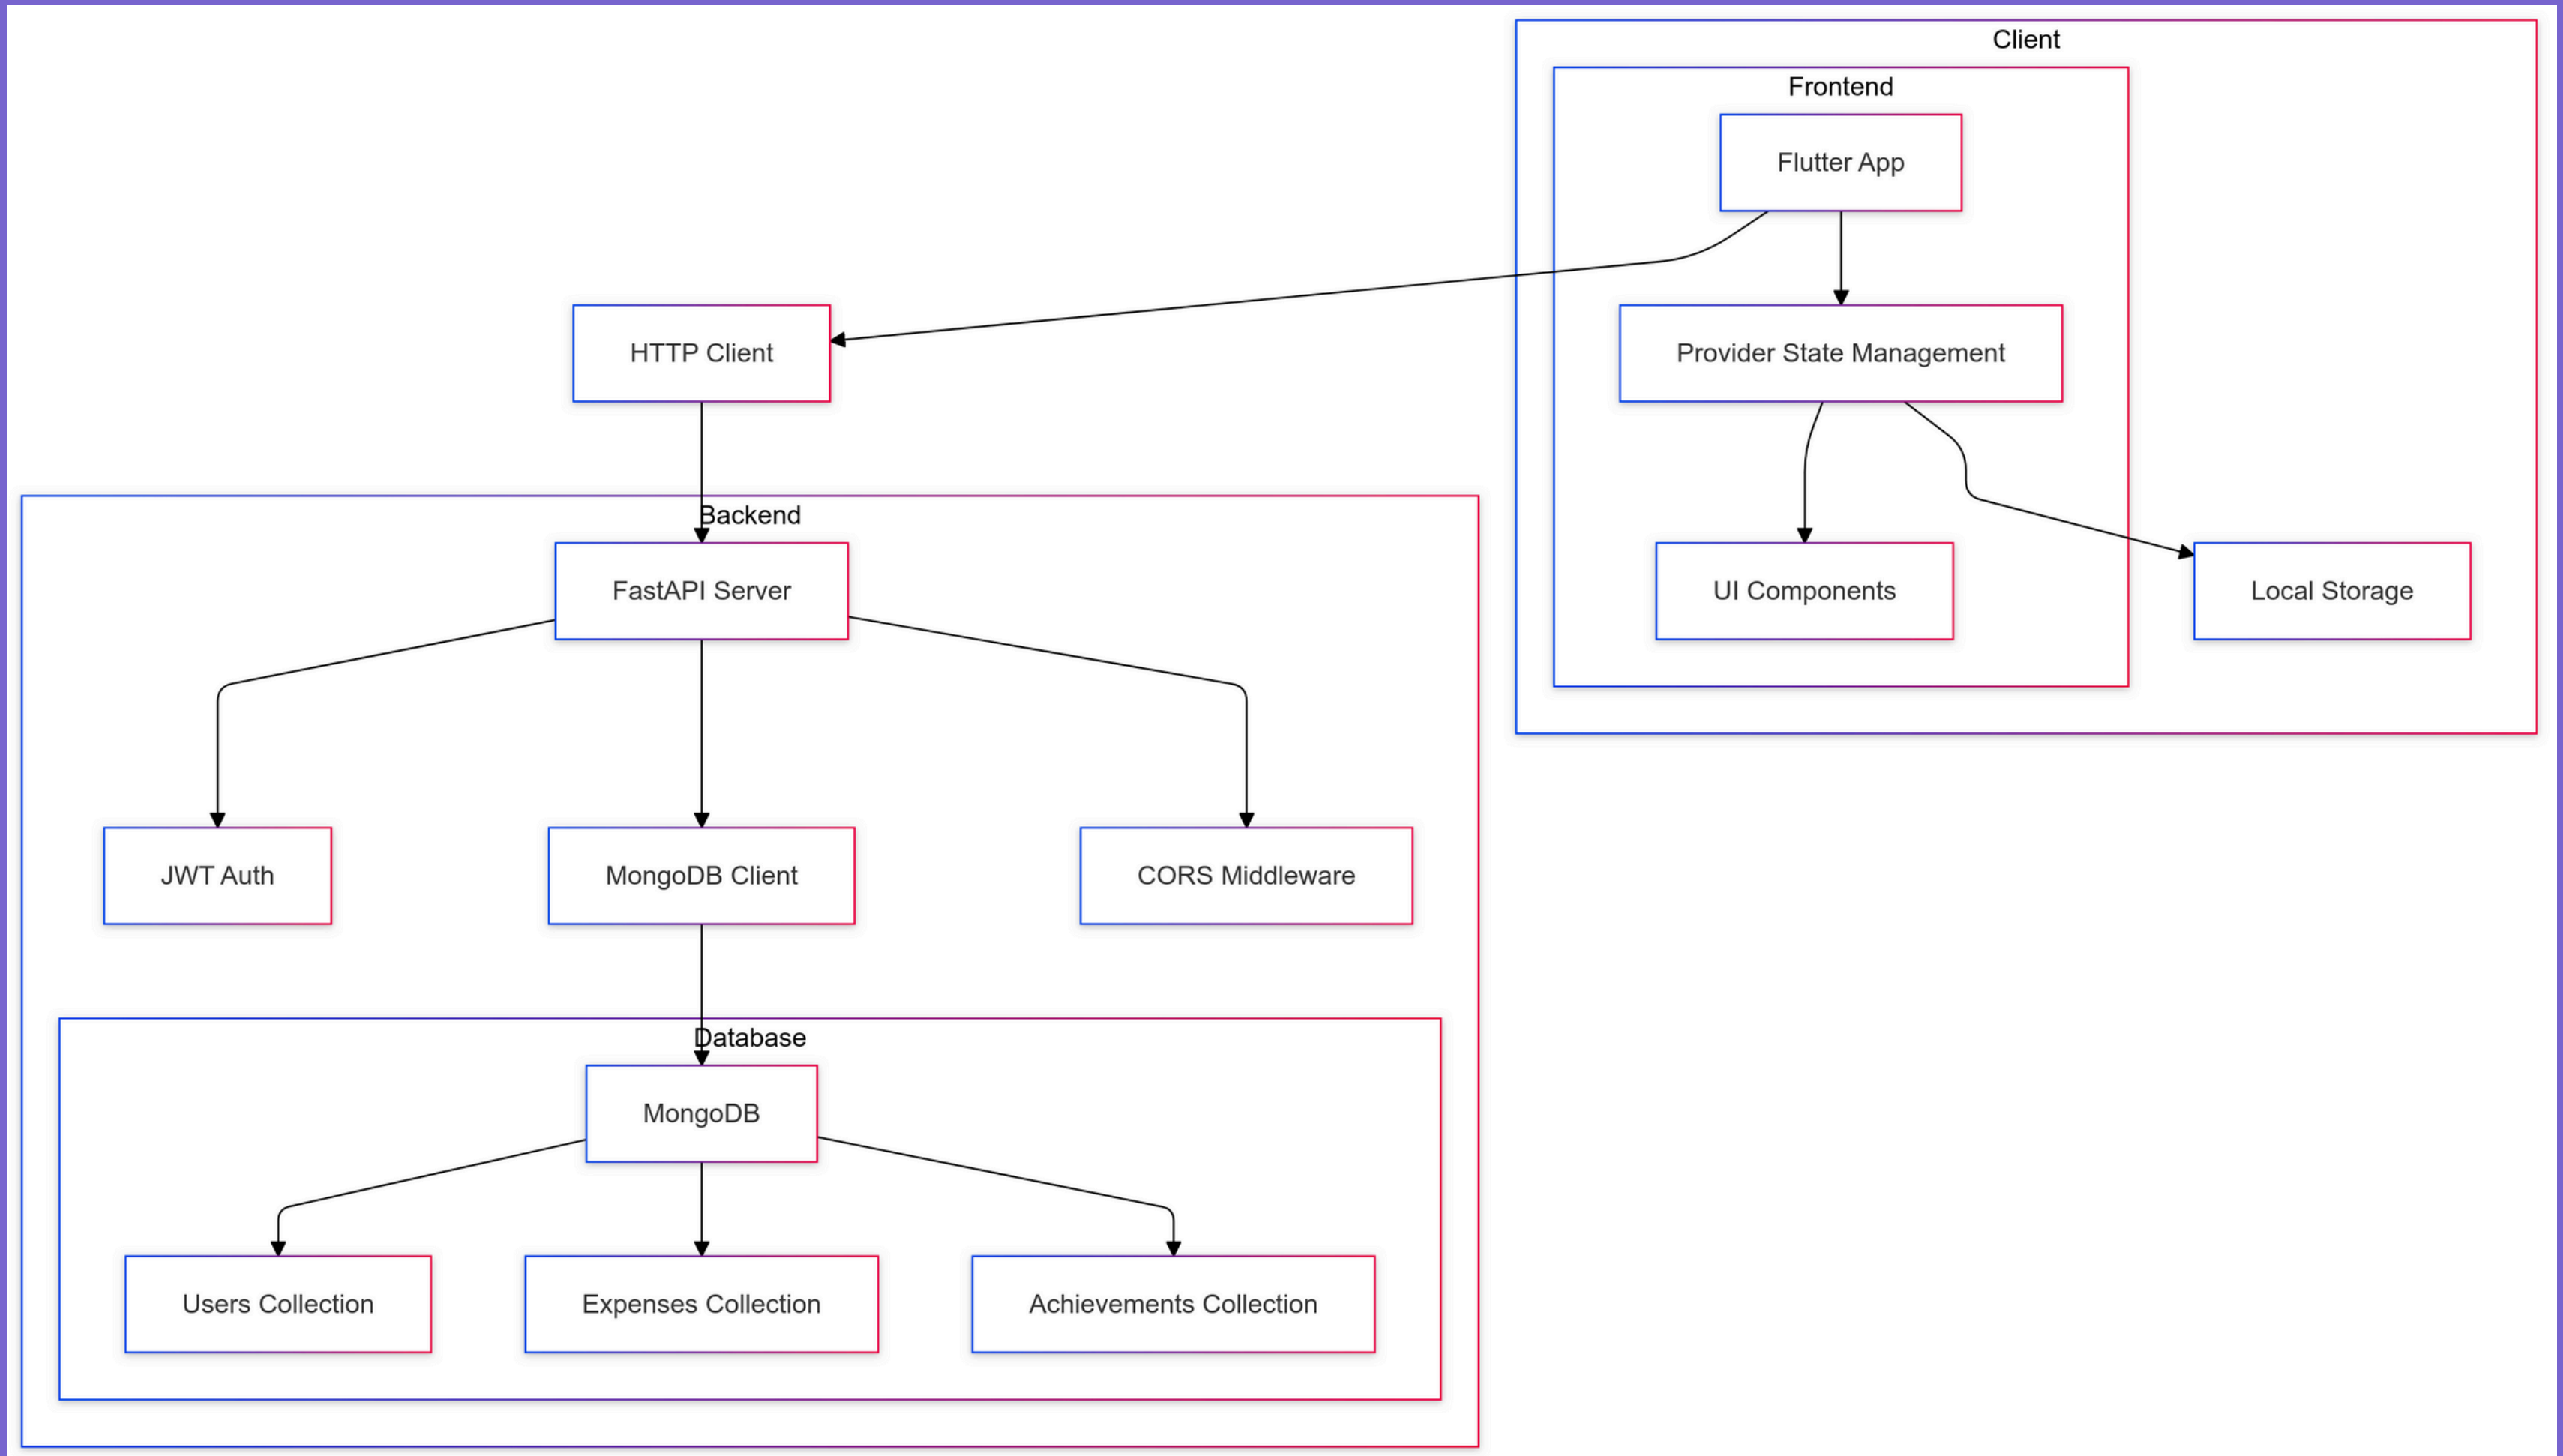 Client
Frontend
Flutter App
HTTP Client
Provider State Management
Backend
FastAPI Server
UI Components
Local Storage
JWT Auth
MongoDB Client
CORS Middleware
Database
MongoDB
Users Collection
Expenses Collection
Achievements Collection